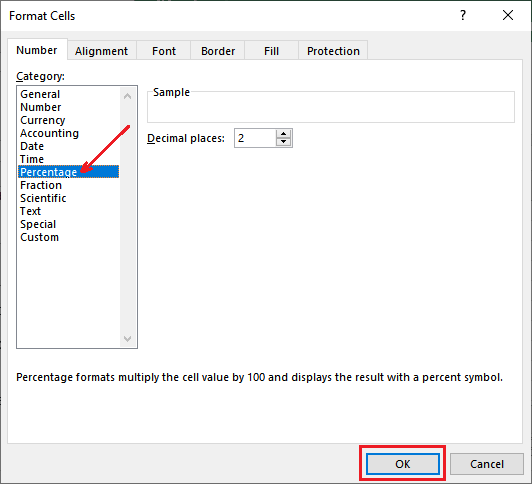 Format Cells
?
Number Alignment Font Border Fill Protection
Category:
General
Number
Currency
Accounting
Date
Time
Percentage
Fraction
Scientific
Text
Special
Custom
Sample
Decimal places: 2
Percentage formats multiply the cell value by 100 and displays the result with a percent symbol.
OK Cancel